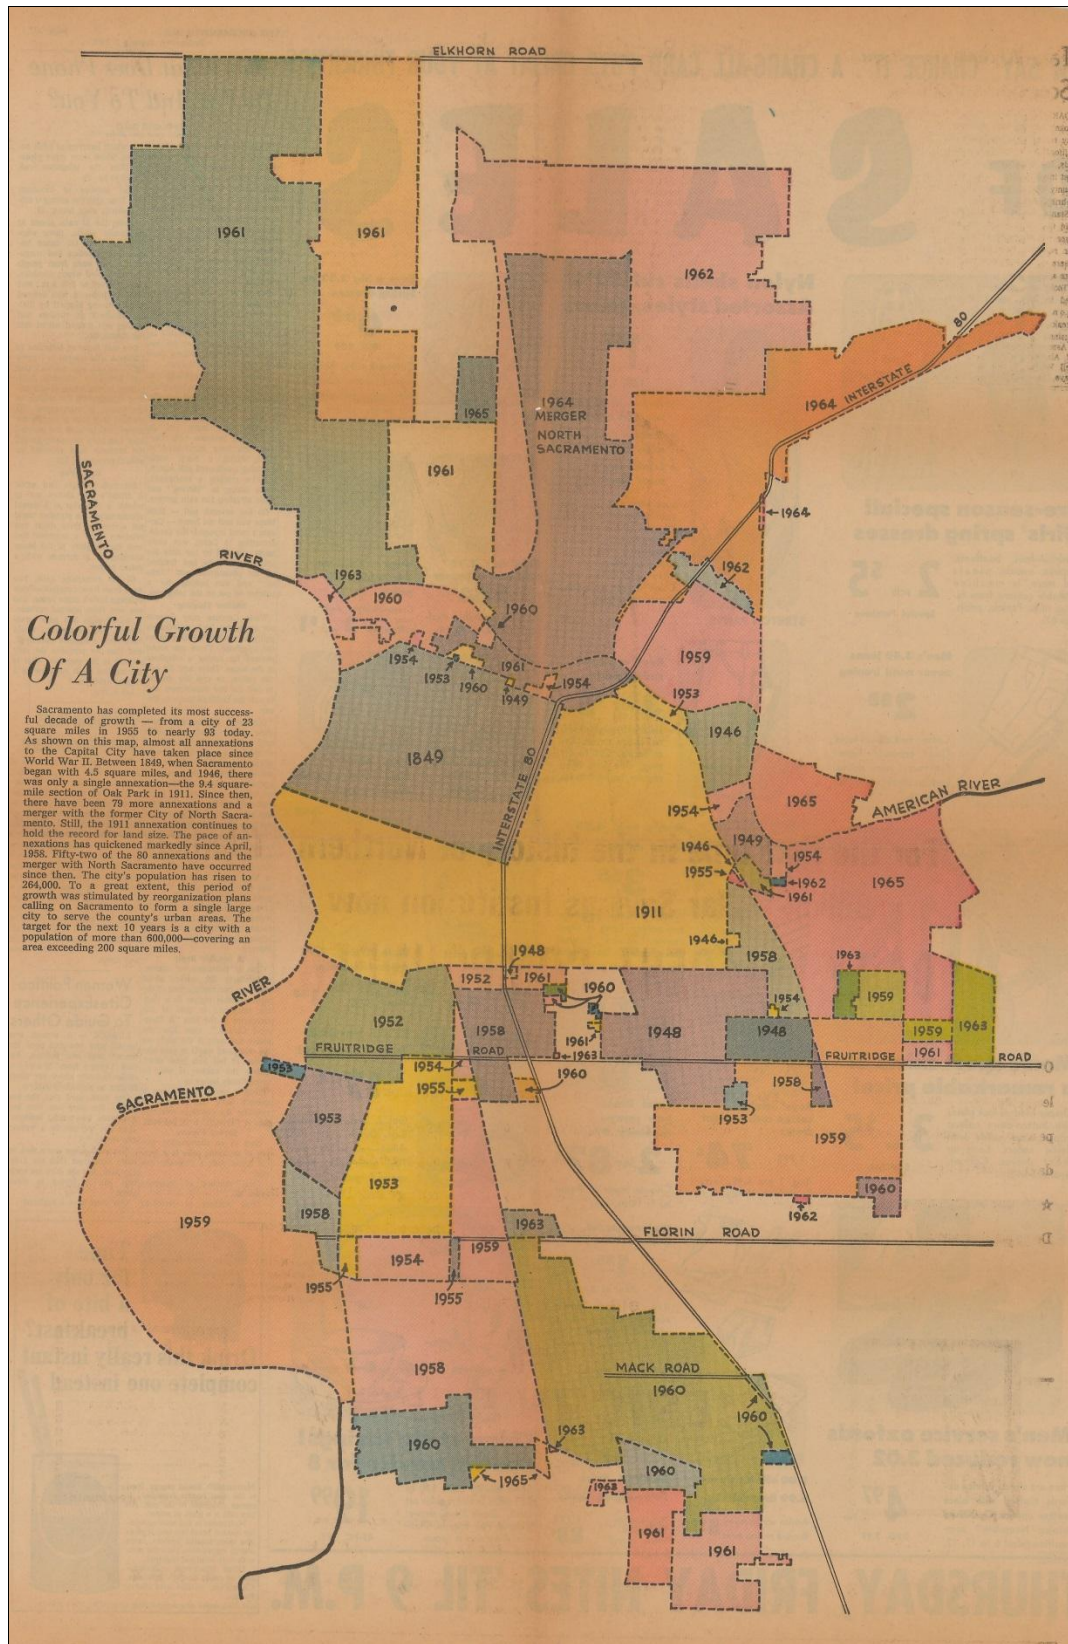 ELKHORN ROAD
1961
1961
1962
80
INTERSTATE
1964
1965
1964
MERGER
NORTH
SACRAMENTO
1961
SACRAMENTO
RIVER
1964
1963
1962
1960
1960
Colorful Growth
Of A City
1954
1953
1960
1961
1949
1954
1959
1953
Sacramento has completed its most success-
ful decade of growth — from a city of 23
square miles in 1955 to nearly 93 today.
As shown on this map, almost all annexations
to the Capital City have taken place since
World War II. Between 1849, when Sacramento
began with 4.5 square miles, and 1946, there
was only a single annexation—the 9.4 square-
mile section of Oak Park in 1911. Since then,
there have been 79 more annexations and a
merger with the former City of North Sacra-
mento. Still, the 1911 annexation continues to
hold the record for land size. The pace of an-
nexations has quickened markedly since April,
1958. Fifty-two of the 80 annexations and the
merger with North Sacramento have occurred
since then. The city's population has risen to
264,000. To a great extent, this period of
growth was stimulated by reorganization plans
calling on Sacramento to form a single large
city to serve the county's urban areas. The
target for the next 10 years is a city with a
population of more than 600,000—covering an
area exceeding 200 square miles.
1946
1849
INTERSTATE 80
1965
AMERICAN RIVER
1954
1949
1946
1954
1955
1962
1961
1965
1911
1946
1948
1958
1963
RIVER
1952
1961
1960
1959
1954
1952
1958
1961
1948
1948
1959
1963
FRUITRIDGE
ROAD
1963
FRUITRIDGE
1961
ROAD
1953
1954
1955
1960
1958
SACRAMENTO
1953
1953
1959
1953
1960
1959
1958
1963
1962
FLORIN ROAD
1954
1959
1955
1955
1958
MACK ROAD
1960
1960
1963
1960
1960
1965
1963
1961
1961